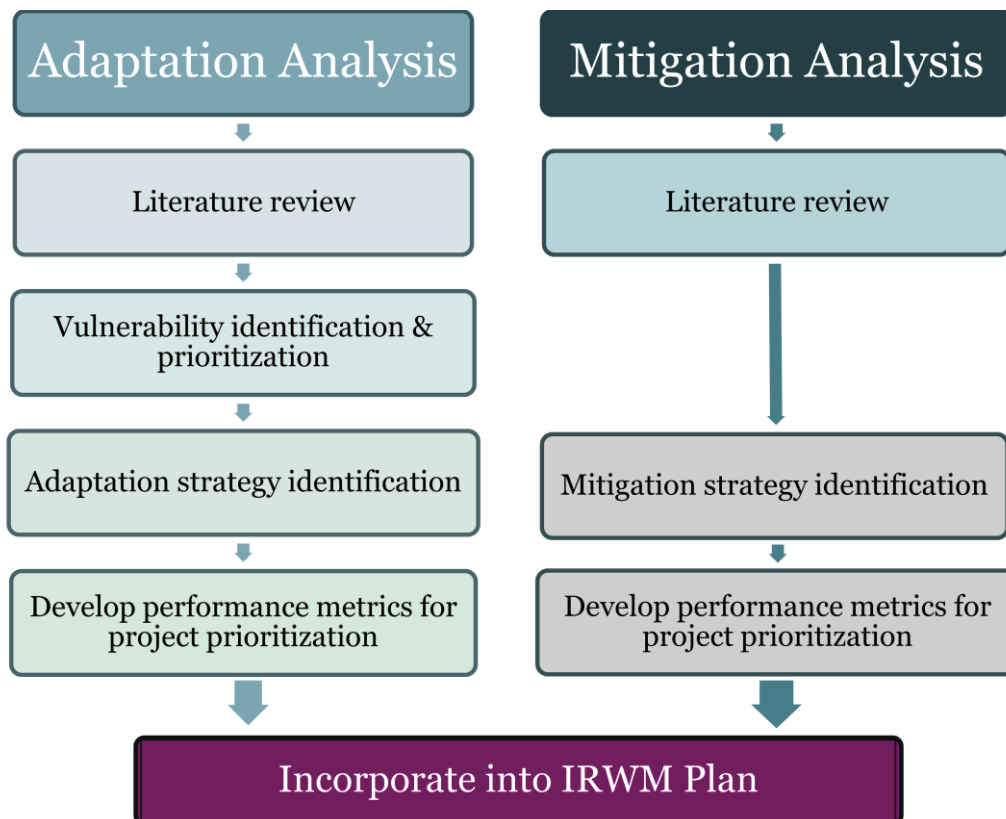 Adaptation Analysis
Literature review
Vulnerability identification &
prioritization
Adaptation strategy identification
Develop performance metrics for
project prioritization
Mitigation Analysis
Literature review
Mitigation strategy identification
Develop performance metrics for
project prioritization
Incorporate into IRWM Plan